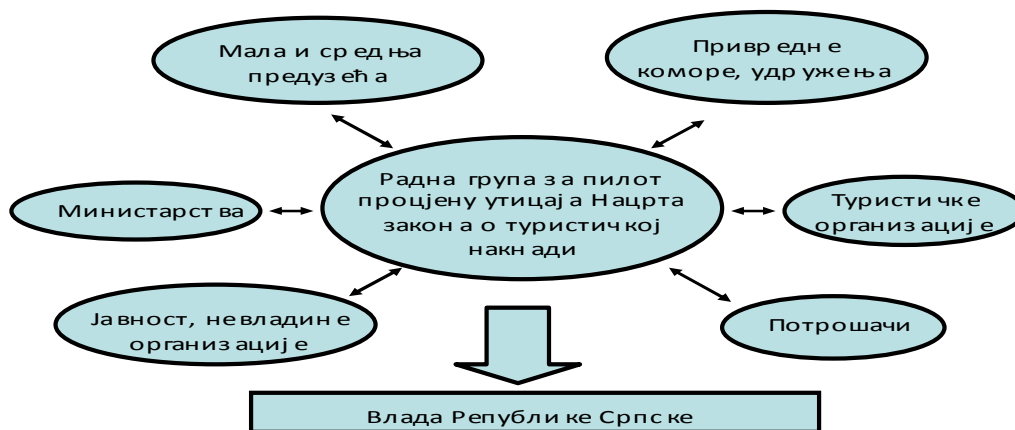 Мала и средња
предузећа
Привредне
коморе, удружења
Радна група за пилот
процјену утицаја Нацрта
закона о туристичкој
накнади
Министарства
Туристичке
организације
Јавност, невладине
организације
Потрошачи
Влада Републике Српске